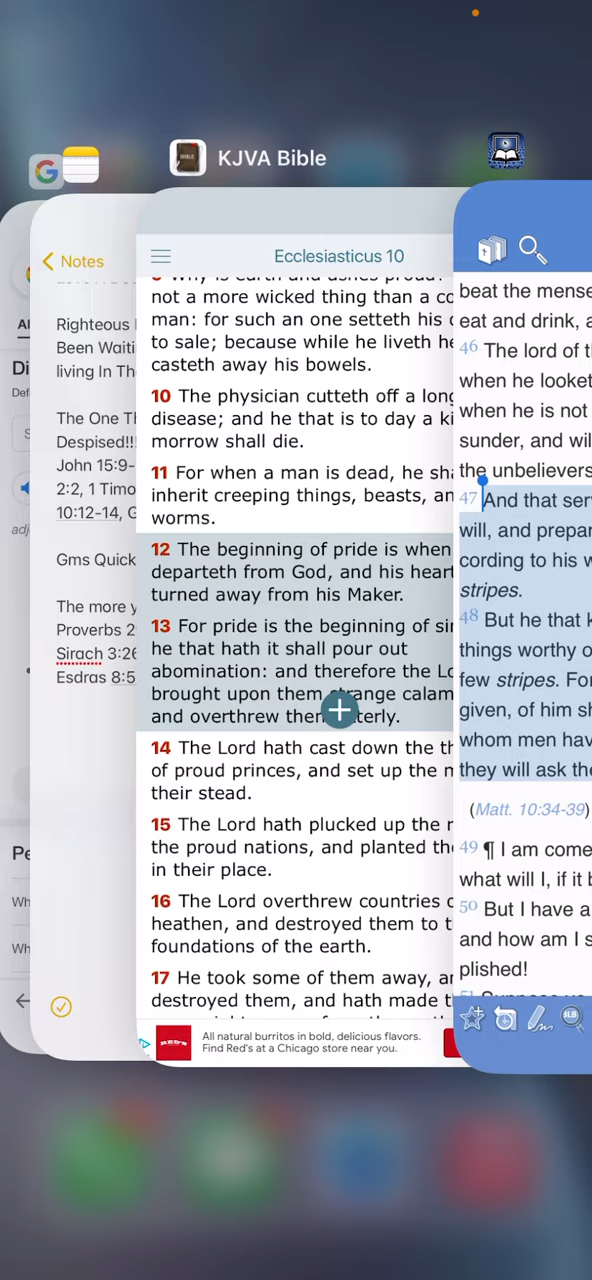 KJVA Bible
Notes
Righteous
Been Waiti
living In Th
The One Th
Despised!!!
John 15:9-
2:2, 1 Timo
10:12-14, G
Gms Quick
The more y
Proverbs 2
Sirach 3:26
Esdras 8:5
Ecclesiasticus 10
not a more wicked thing than a co
man: for such an one setteth his
to sale; because while he liveth he
casteth away his bowels.
10 The physician cutteth off a long
disease; and he that is to day a ki
morrow shall die.
11 For when a man is dead, he sha
inherit creeping things, beasts, an
worms.
12 The beginning of pride is when
departeth from God, and his heart
turned away from his Maker.
13 For pride is the beginning of sin
he that hath it shall pour out
abomination: and therefore the Lo
brought upon them strange calam
and overthrew them utterly.
14 The Lord hath cast down the th
of proud princes, and set up the m
their stead.
15 The Lord hath plucked up the r
the proud nations, and planted the
in their place.
16 The Lord overthrew countries o
heathen, and destroyed them to t
foundations of the earth.
17 He took some of them away, an
destroyed them, and hath made t
RED'S
All natural burritos in bold, delicious flavors.
Find Red's at a Chicago store near you.
beat the mense
eat and drink, a
46 The lord of t
when he looket
when he is not
sunder, and wil
the unbelievers
47 And that ser
will, and prepar
cording to his w
stripes.
48 But he that k
things worthy o
few stripes. For
given, of him sh
whom men hav
they will ask the
(Matt. 10:34-39)
49 ¶ I am come
what will I, if it b
50 But I have a
and how am I s
plished!
BLB